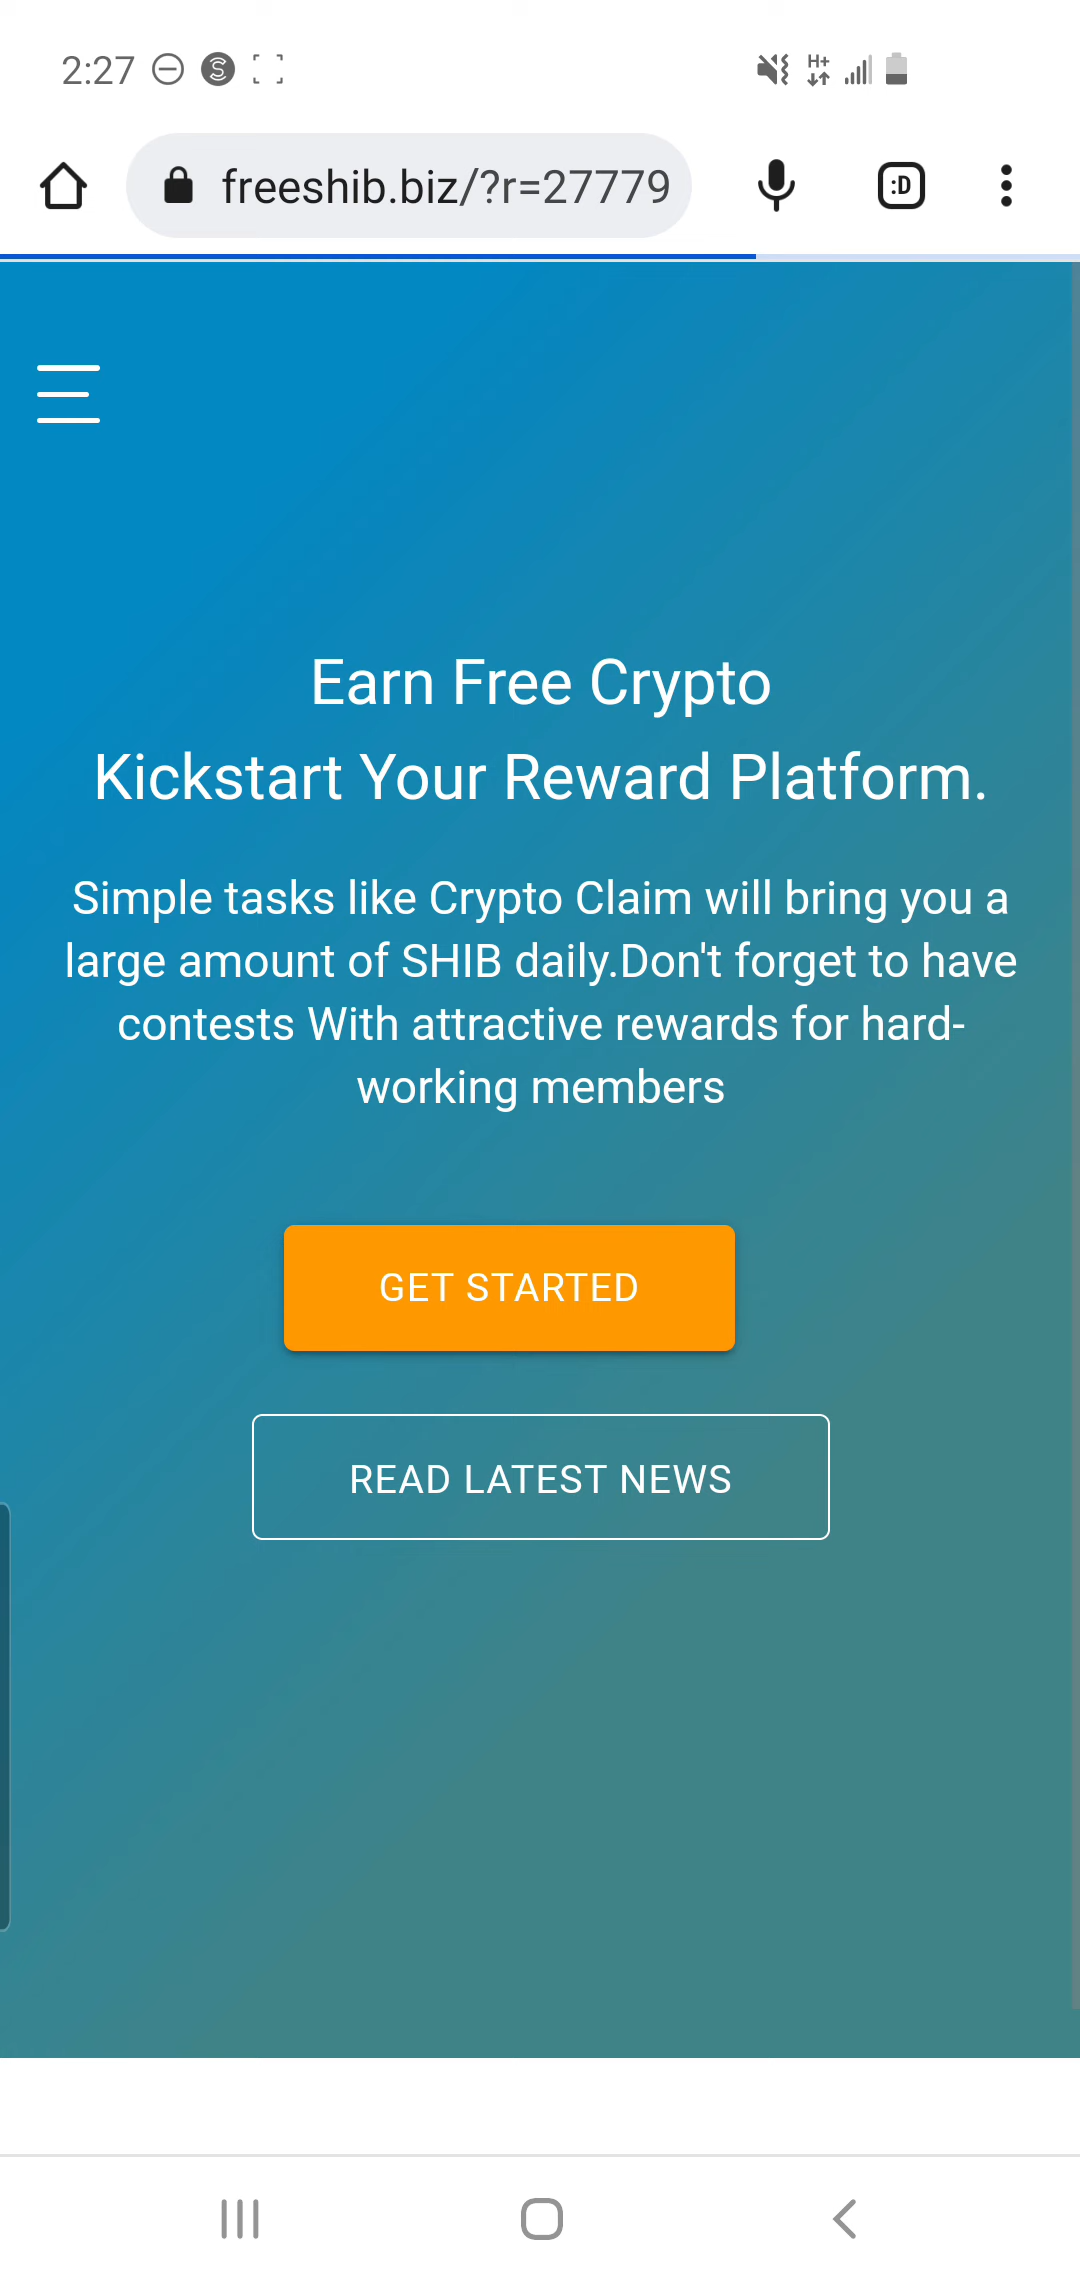 2:27
H+
freeshib.biz/?r=27779
:D
Earn Free Crypto
Kickstart Your Reward Platform.
Simple tasks like Crypto Claim will bring you a
large amount of SHIB daily.Don't forget to have
contests With attractive rewards for hard-
working members
GET STARTED
READ LATEST NEWS